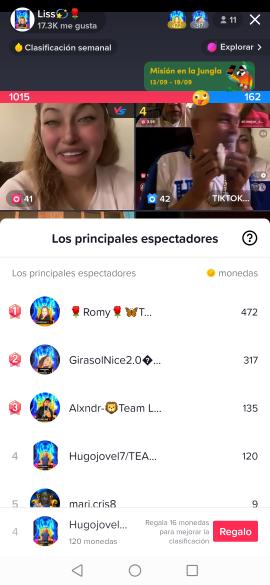 Liss💫🌹
17.3K me gusta
11
Clasificación semanal
Explorar >
Misión en la Jungla
13/09 - 19/09
1015
162
VS
4
41
42
TIKTOK...
Los principales espectadores
Los principales espectadores
monedas
1
🌹Romy🌹🦋T...
472
2
GirasolNice2.0�...
317
3
Alxndr-🦁Team L...
135
4
Hugojovel7/TEA...
120
5
mari.cris8
9
4
Hugojovel...
120 monedas
Regala 16 monedas
para mejorar la
clasificación
Regalo